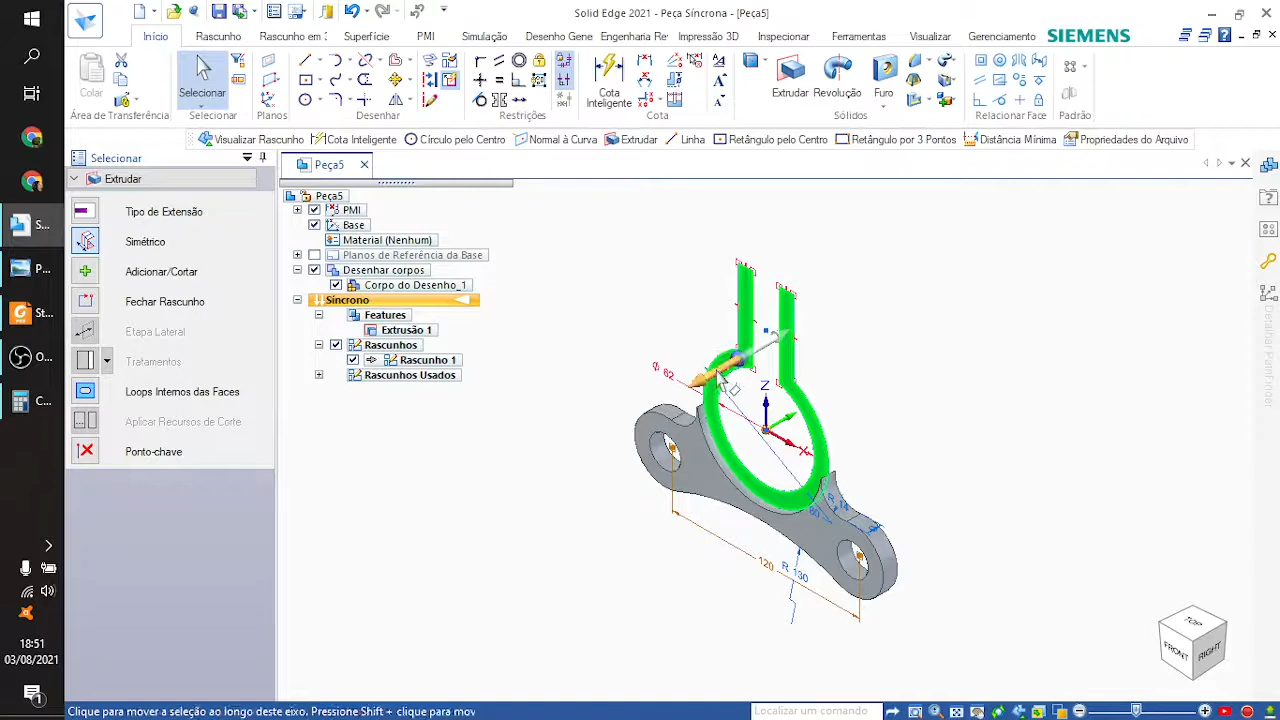 Solid Edge 2021 - Peça Síncrona - [Peça5]
Início
Rascunho
Rascunho em :
Superfície
PMI
Simulação
Desenho Gene
Engenharia Re
Impressão 3D
Inspecionar
Ferramentas
Visualizar
Gerenciamento
SIEMENS
Colar
Selecionar
Cota
Inteligente
Extrudar
Revolução
Furo
Área de Transferência
Selecionar
Planos
Desenhar
Restrições
Cota
Sólidos
Relacionar Face
Padrão
Visualizar Rascunho
Cota Inteligente
Círculo pelo Centro
Normal à Curva
Extrudar
Linha
Retângulo pelo Centro
Retângulo por 3 Pontos
Distância Mínima
Propriedades do Arquivo
Selecionar
Extrudar
Tipo de Extensão
Simétrico
Adicionar/Cortar
Fechar Rascunho
Etapa Lateral
Tratamentos
Loops Internos das Faces
Aplicar Recursos de Corte
Ponto-chave
Peça5
Peça5
PMI
Base
Material (Nenhum)
Planos de Referência da Base
Desenhar corpos
Corpo do Desenho_1
Síncrono
Features
Extrusão 1
Rascunhos
Rascunho 1
Rascunhos Usados
62
Z
X
R 14
60
120
R 130
TOP
FRONT
RIGHT
S...
P...
St...
O...
C...
18:51
03/08/2021
Clique para mover a seleção ao longo deste eixo. Pressione Shift + clique para mov
Localizar um comando
Detalhar PathFinder